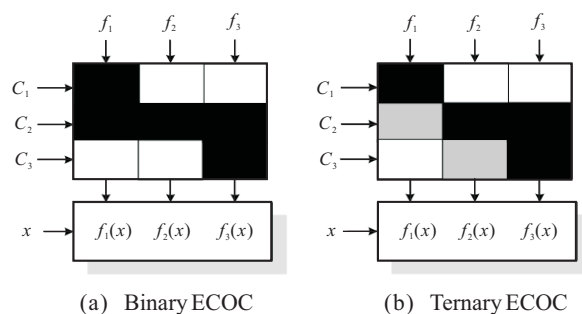 f₁ f₂ f₃
C₁
C₂
C₃
x f₁(x) f₂(x) f₃(x)
(a) Binary ECOC
f₁ f₂ f₃
C₁
C₂
C₃
x f₁(x) f₂(x) f₃(x)
(b) Ternary ECOC